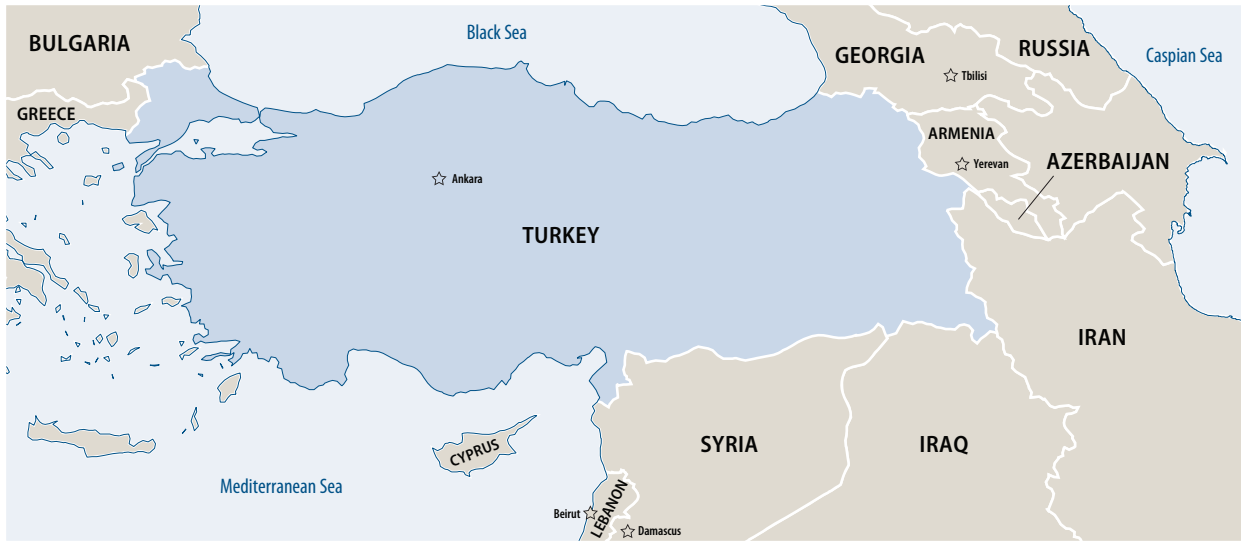 Black Sea
BULGARIA
GEORGIA
RUSSIA
Caspian Sea
Tbilisi
GREECE
ARMENIA
AZERBAIJAN
Yerevan
Ankara
TURKEY
IRAN
CYPRUS
SYRIA
IRAQ
Mediterranean Sea
LEBANON
Beirut
Damascus